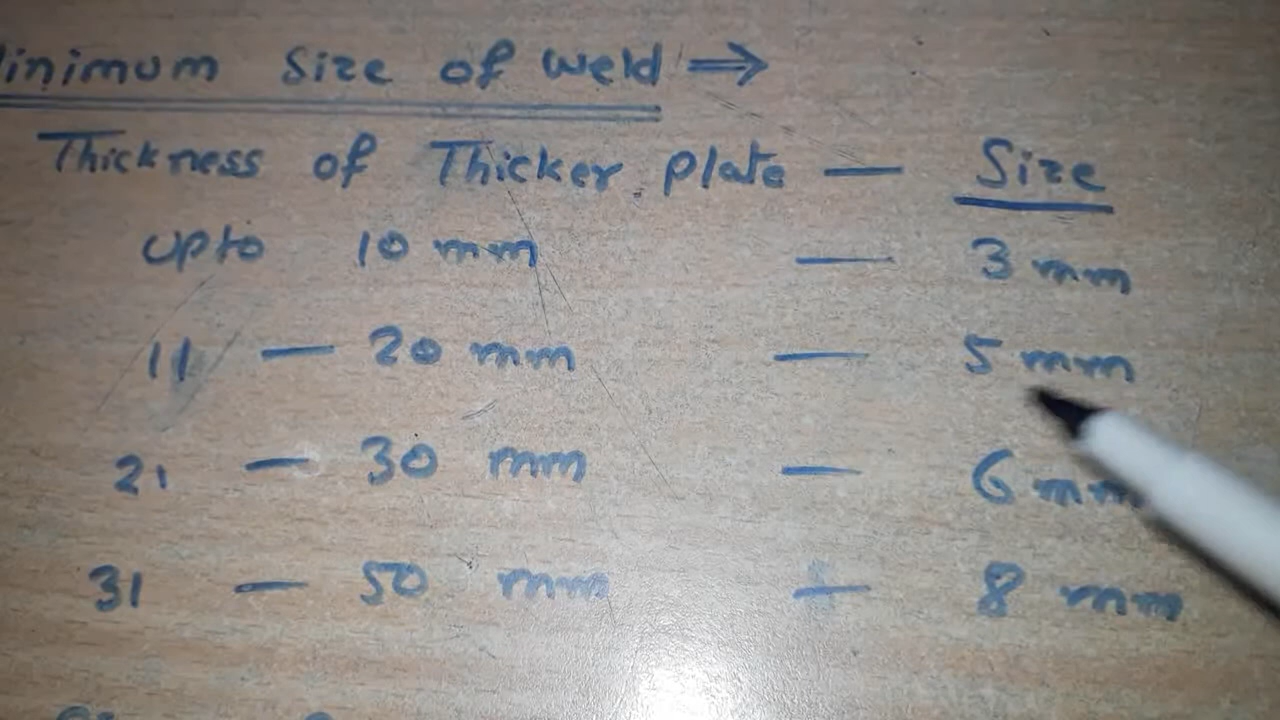 Minimum Size of weld ⇒
Thickness of Thicker plate — Size
upto 10 mm — 3 mm
11 — 20 mm — 5 mm
21 — 30 mm — 6 mm
31 — 50 mm — 8 mm